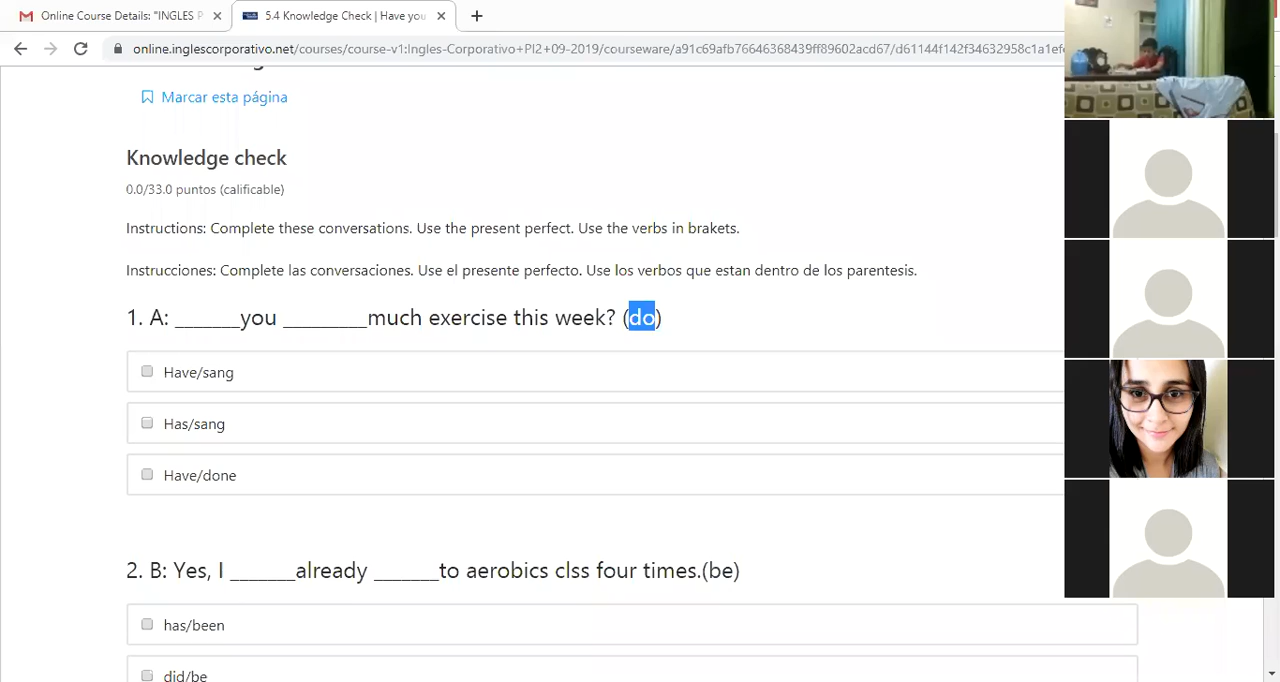 Online Course Details: "INGLES P
5.4 Knowledge Check | Have you
online.inglescorporativo.net/courses/course-v1:Ingles-Corporativo+PI2+09-2019/courseware/a91c69afb76646368439ff89602acd67/d61144f142f34632958c1a1ef
Marcar esta página
Knowledge check
0.0/33.0 puntos (calificable)
Instructions: Complete these conversations. Use the present perfect. Use the verbs in brakets.
Instrucciones: Complete las conversaciones. Use el presente perfecto. Use los verbos que estan dentro de los parentesis.
1. A: _______you _________much exercise this week? (do)
Have/sang
Has/sang
Have/done
2. B: Yes, I _______already _______to aerobics clss four times.(be)
has/been
did/be